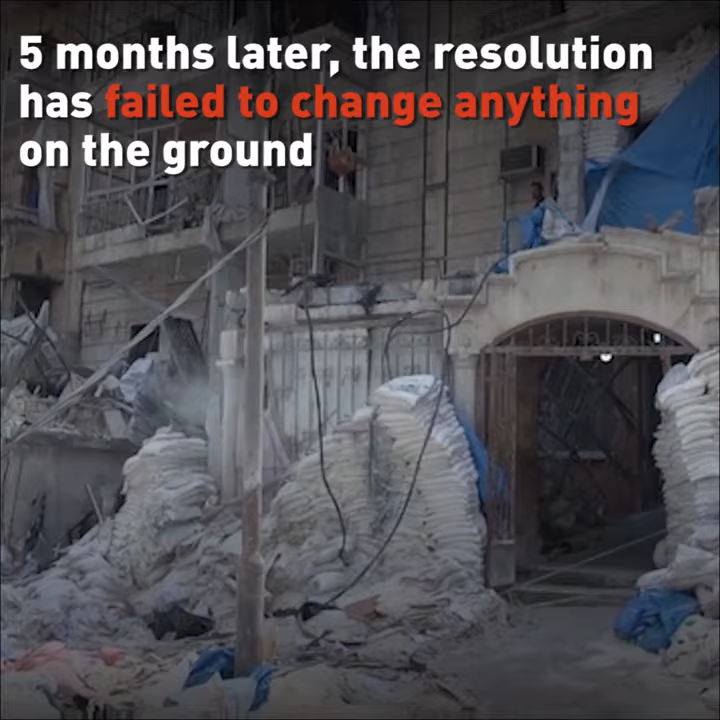 5 months later, the resolution
has failed to change anything
on the ground